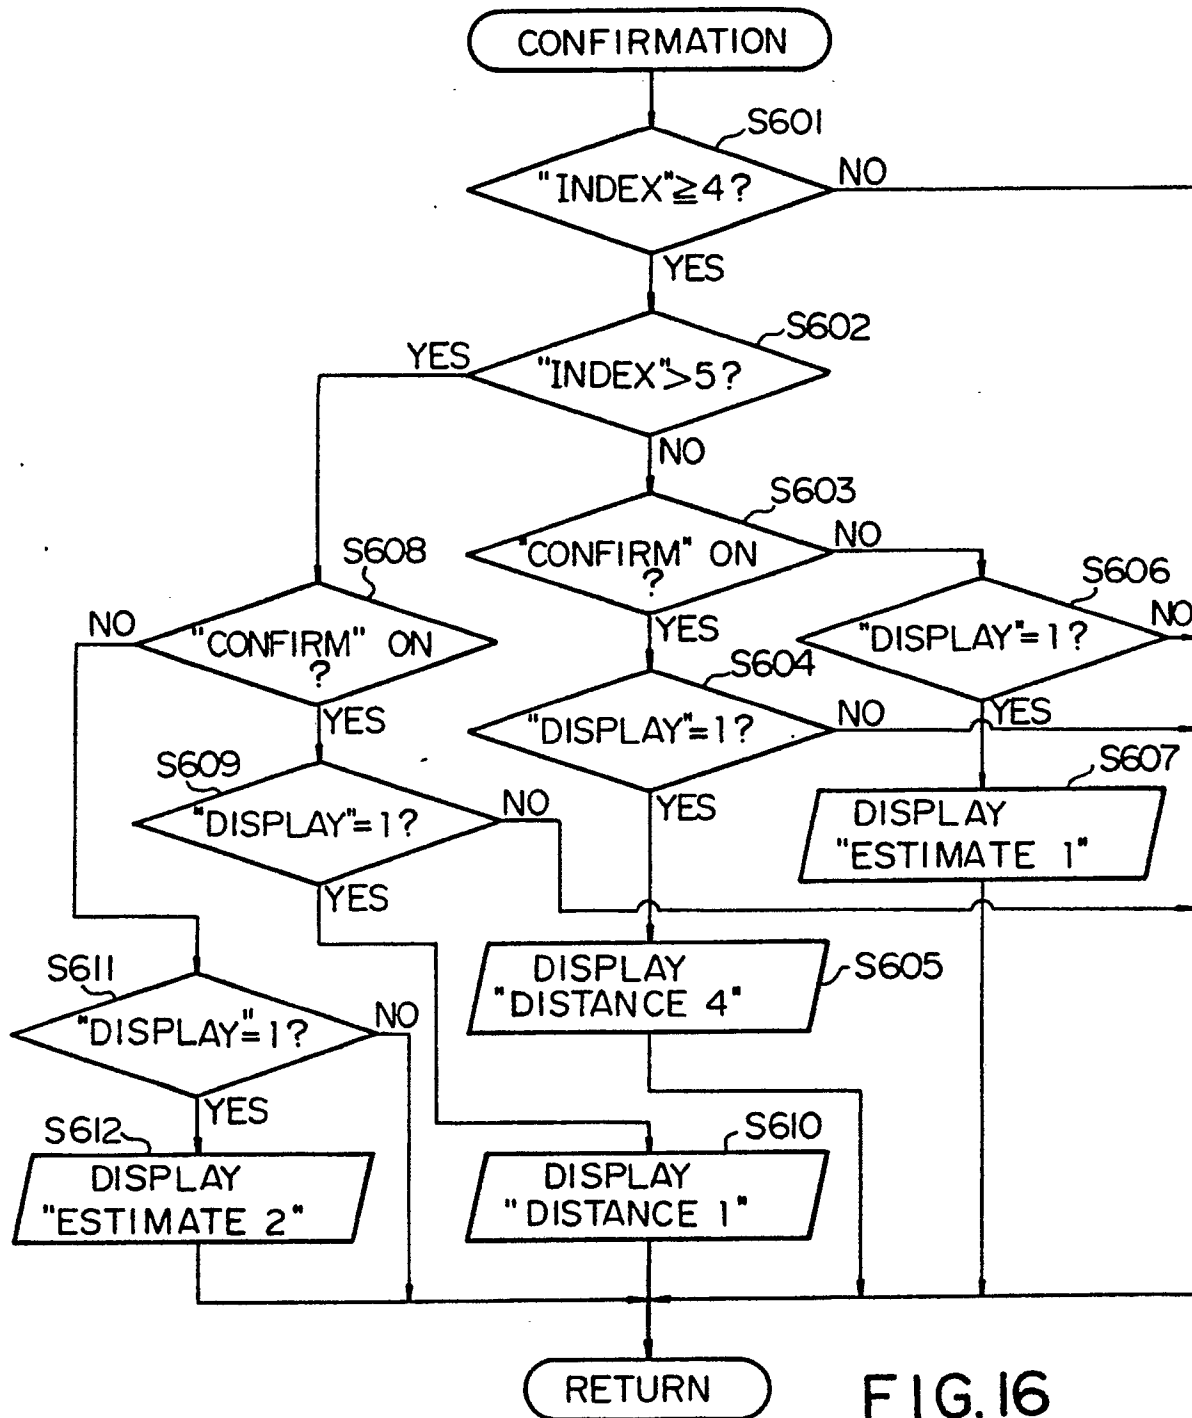 CONFIRMATION
S601
"INDEX"≧4?
NO
YES
S602
YES
"INDEX">5?
NO
S603
"CONFIRM" ON
?
NO
YES
S608
NO
"CONFIRM" ON
?
YES
S606
"DISPLAY"=1?
NO
YES
S604
"DISPLAY"=1?
NO
YES
S609
"DISPLAY"=1?
NO
YES
S607
DISPLAY
"ESTIMATE 1"
S605
DISPLAY
"DISTANCE 4"
S611
"DISPLAY"=1?
NO
YES
S612
DISPLAY
"ESTIMATE 2"
S610
DISPLAY
"DISTANCE 1"
RETURN
FIG.16